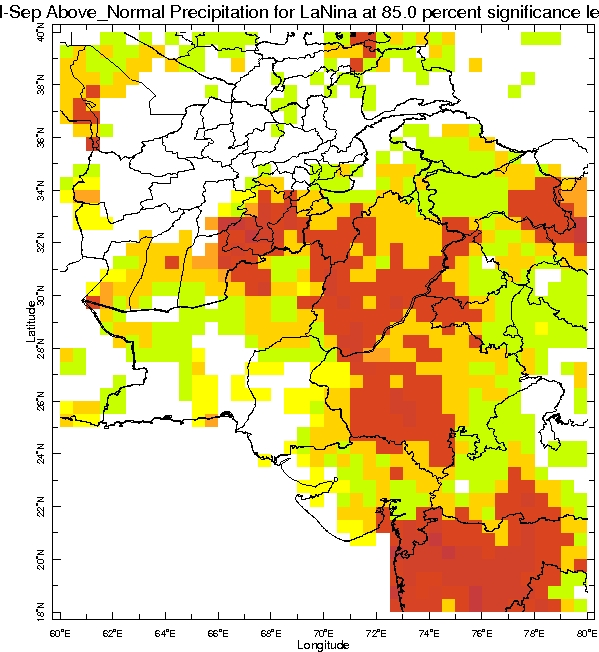 l-Sep Above_Normal Precipitation for LaNina at 85.0 percent significance le
40°N
38°N
36°N
34°N
32°N
30°N
28°N
26°N
24°N
22°N
20°N
18°N
Latitude
60°E 62°E 64°E 66°E 68°E 70°E 72°E 74°E 76°E 78°E 80°E
Longitude